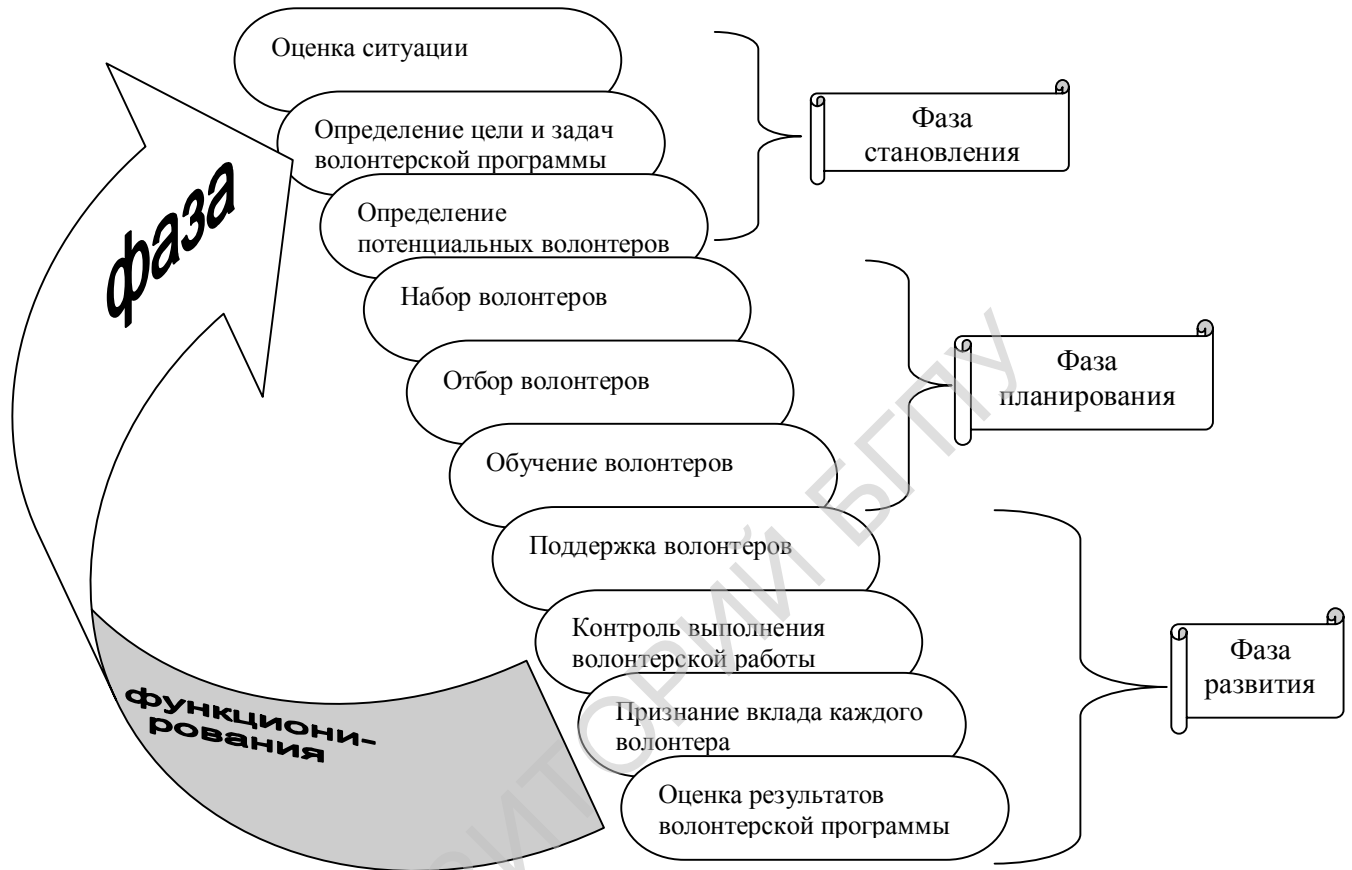 Оценка ситуации
Определение цели и задач
волонтерской программы
Определение
потенциальных волонтеров
Набор волонтеров
Отбор волонтеров
Обучение волонтеров
Поддержка волонтеров
Контроль выполнения
волонтерской работы
Признание вклада каждого
волонтера
Оценка результатов
волонтерской программы
Фаза
становления
Фаза
планирования
Фаза
развития
фаза
функциони-
рования
ИТОРИЙ БГПУ